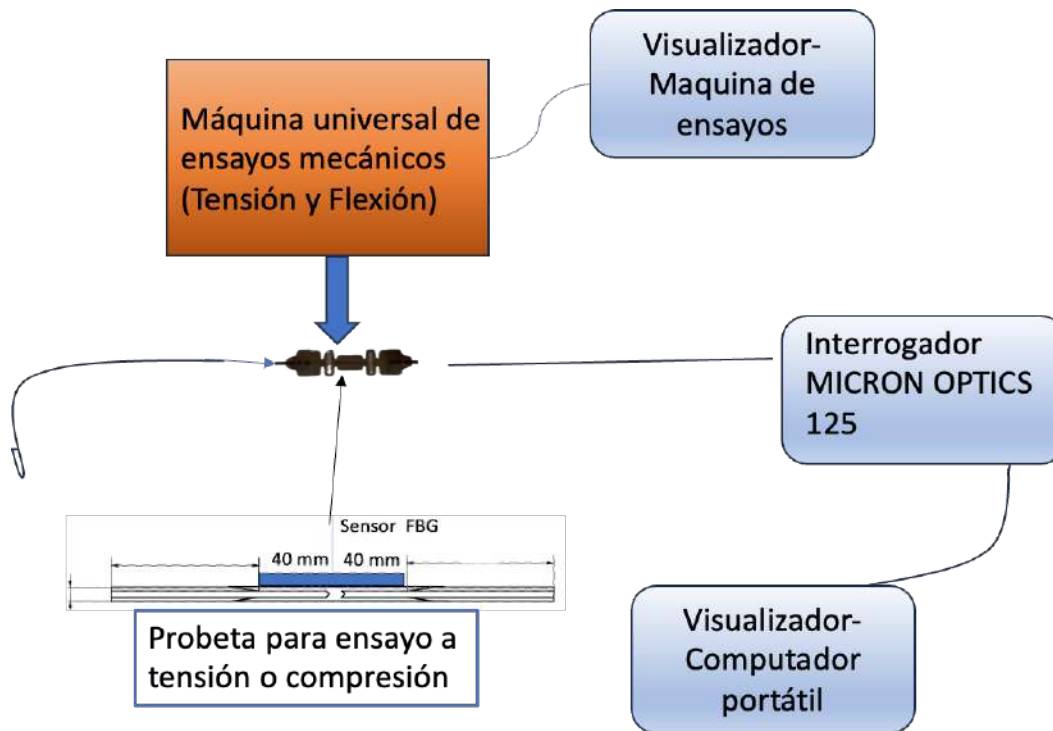 Visualizador-
Maquina de
ensayos
Máquina universal de
ensayos mecánicos
(Tensión y Flexión)
Interrogador
MICRON OPTICS
125
Sensor FBG
40 mm 40 mm
Probeta para ensayo a
tensión o compresión
Visualizador-
Computador
portátil